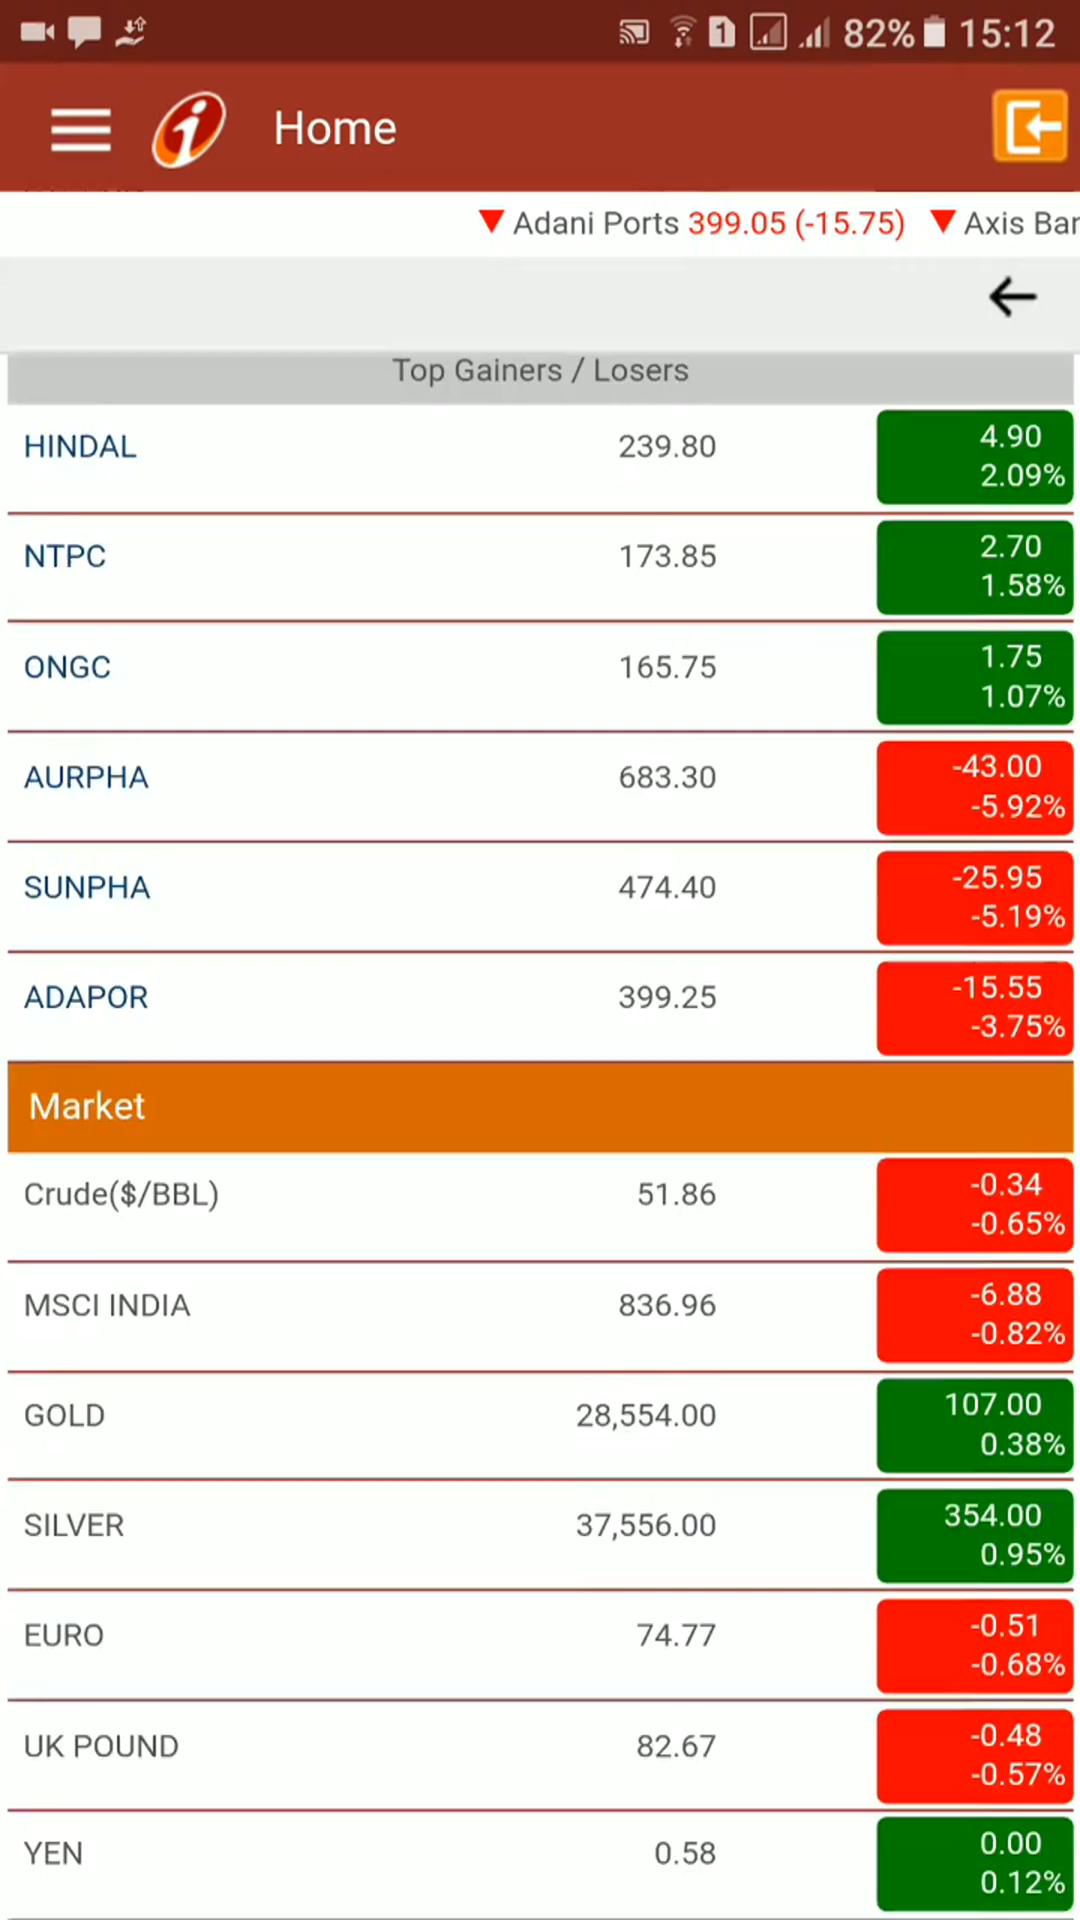 1 82% 15:12
i Home
▼ Adani Ports 399.05 (-15.75) ▼ Axis Bar
Top Gainers / Losers
HINDAL 239.80 4.90
2.09%
NTPC 173.85 2.70
1.58%
ONGC 165.75 1.75
1.07%
AURPHA 683.30 -43.00
-5.92%
SUNPHA 474.40 -25.95
-5.19%
ADAPOR 399.25 -15.55
-3.75%
Market
Crude($/BBL) 51.86 -0.34
-0.65%
MSCI INDIA 836.96 -6.88
-0.82%
GOLD 28,554.00 107.00
0.38%
SILVER 37,556.00 354.00
0.95%
EURO 74.77 -0.51
-0.68%
UK POUND 82.67 -0.48
-0.57%
YEN 0.58 0.00
0.12%